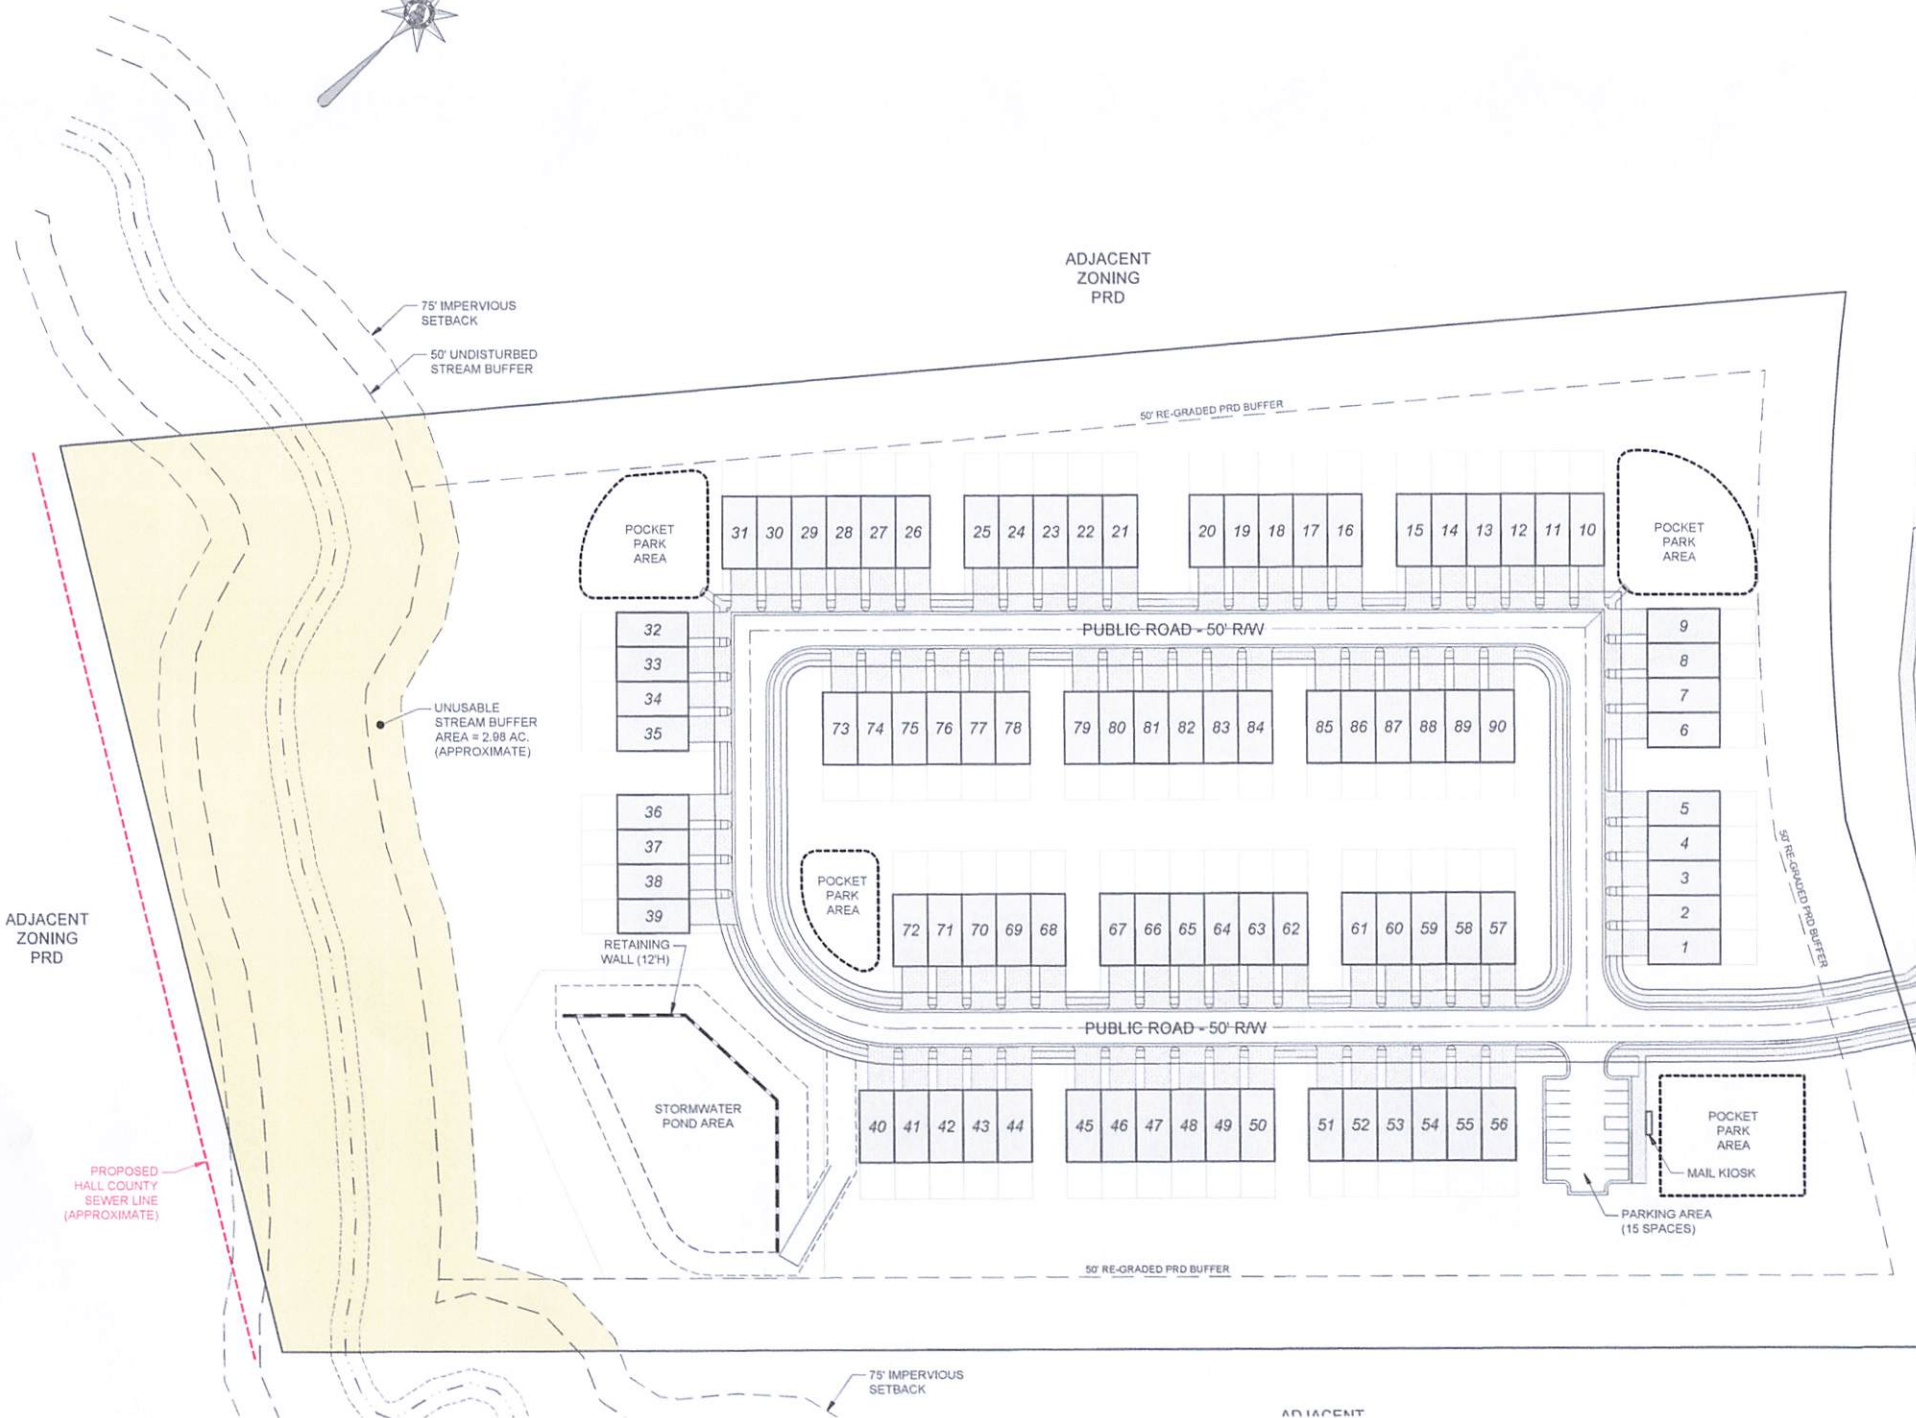 ADJACENT
ZONING
PRD
75' IMPERVIOUS
SETBACK
50' UNDISTURBED
STREAM BUFFER
50' RE-GRADED PRD BUFFER
POCKET
PARK
AREA
31 30 29 28 27 26 25 24 23 22 21 20 19 18 17 16 15 14 13 12 11 10
POCKET
PARK
AREA
PUBLIC ROAD - 50' R/W
32
33
34
35
9
8
7
6
UNUSABLE
STREAM BUFFER
AREA = 2.98 AC.
(APPROXIMATE)
73 74 75 76 77 78 79 80 81 82 83 84 85 86 87 88 89 90
36
37
38
39
5
4
3
2
1
50' RE-GRADED PRD BUFFER
POCKET
PARK
AREA
72 71 70 69 68 67 66 65 64 63 62 61 60 59 58 57
ADJACENT
ZONING
PRD
RETAINING
WALL (12'H)
PUBLIC ROAD - 50' R/W
STORMWATER
POND AREA
40 41 42 43 44 45 46 47 48 49 50 51 52 53 54 55 56
POCKET
PARK
AREA
MAIL KIOSK
PARKING AREA
(15 SPACES)
PROPOSED
HALL COUNTY
SEWER LINE
(APPROXIMATE)
50' RE-GRADED PRD BUFFER
75' IMPERVIOUS
SETBACK
ADJACENT